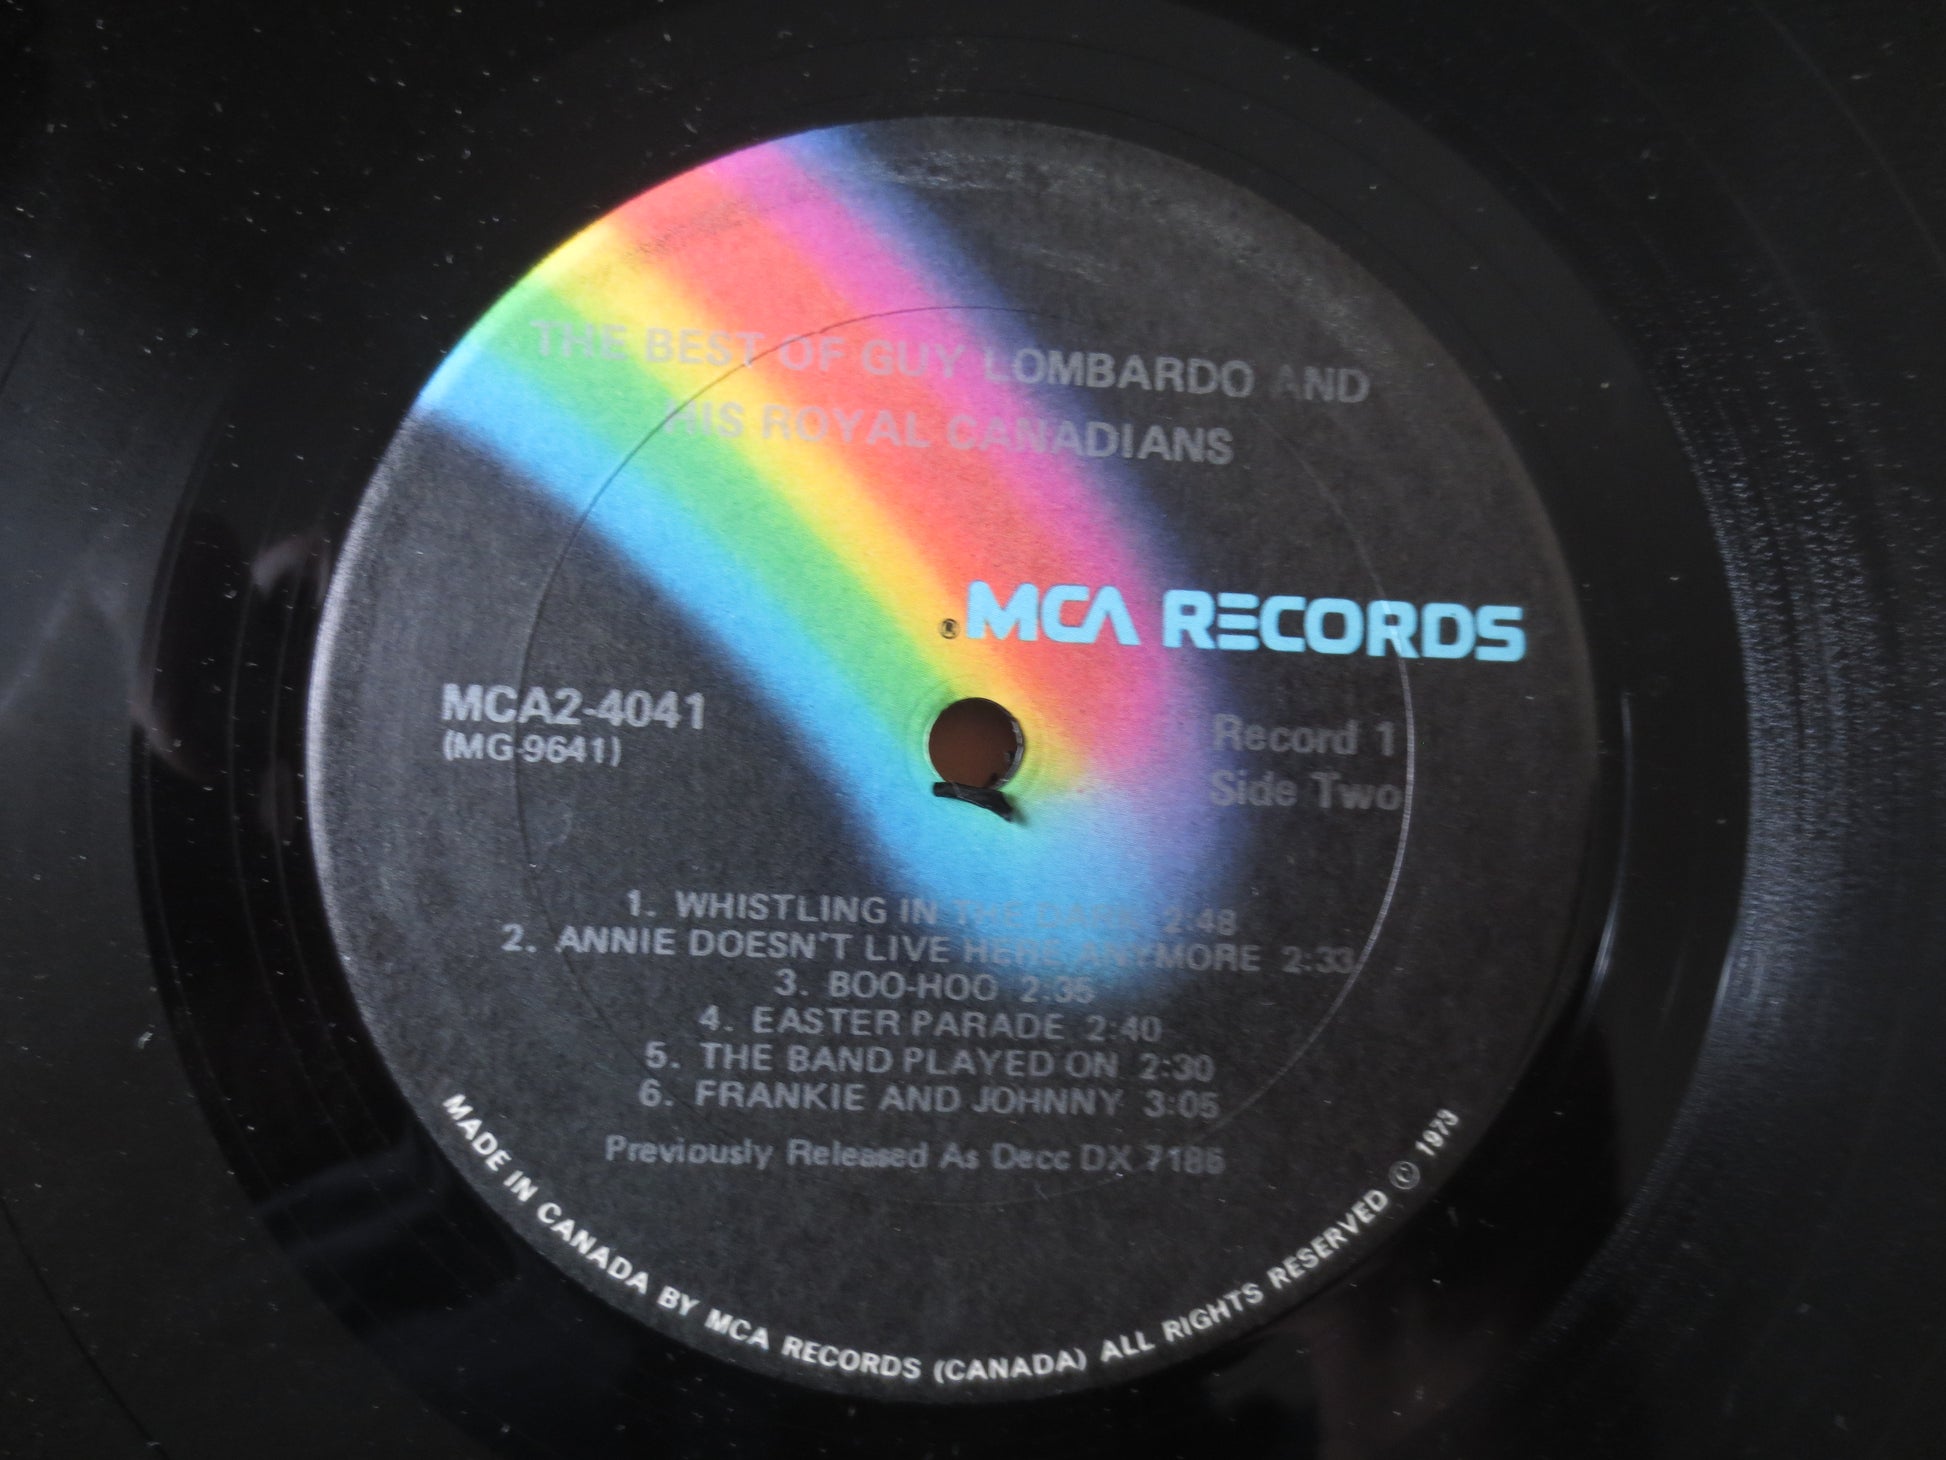 THE BEST OF GUY LOMBARDO AND
HIS ROYAL CANADIANS
® MCA RECORDS
MCA2-4041
(MG-9641)
Record 1
Side Two
1. WHISTLING IN THE DARK 2:48
2. ANNIE DOESN'T LIVE HERE ANYMORE 2:33
3. BOO-HOO 2:35
4. EASTER PARADE 2:40
5. THE BAND PLAYED ON 2:30
6. FRANKIE AND JOHNNY 3:05
Previously Released As Decc DX 7186
MADE IN CANADA BY MCA RECORDS (CANADA) ALL RIGHTS RESERVED ℗ 1973